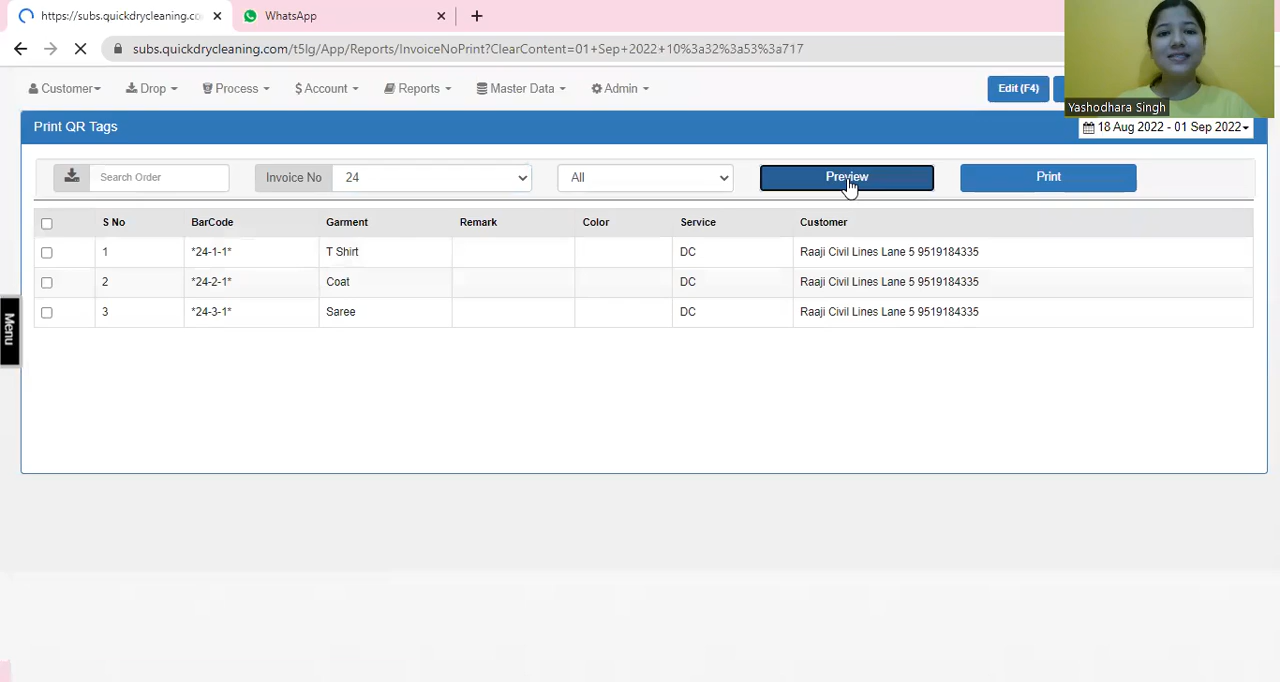 https://subs.quickdrycleaning.co
WhatsApp
subs.quickdrycleaning.com/t5lg/App/Reports/InvoiceNoPrint?ClearContent=01+Sep+2022+10%3a32%3a53%3a717
Customer
Drop
Process
$ Account
Reports
Master Data
Admin
Edit (F4)
Yashodhara Singh
Print QR Tags
18 Aug 2022 - 01 Sep 2022
Search Order
Invoice No
24
All
Preview
Print
S No BarCode Garment Remark Color Service Customer
1 *24-1-1* T Shirt DC Raaji Civil Lines Lane 5 9519184335
2 *24-2-1* Coat DC Raaji Civil Lines Lane 5 9519184335
3 *24-3-1* Saree DC Raaji Civil Lines Lane 5 9519184335
Menu